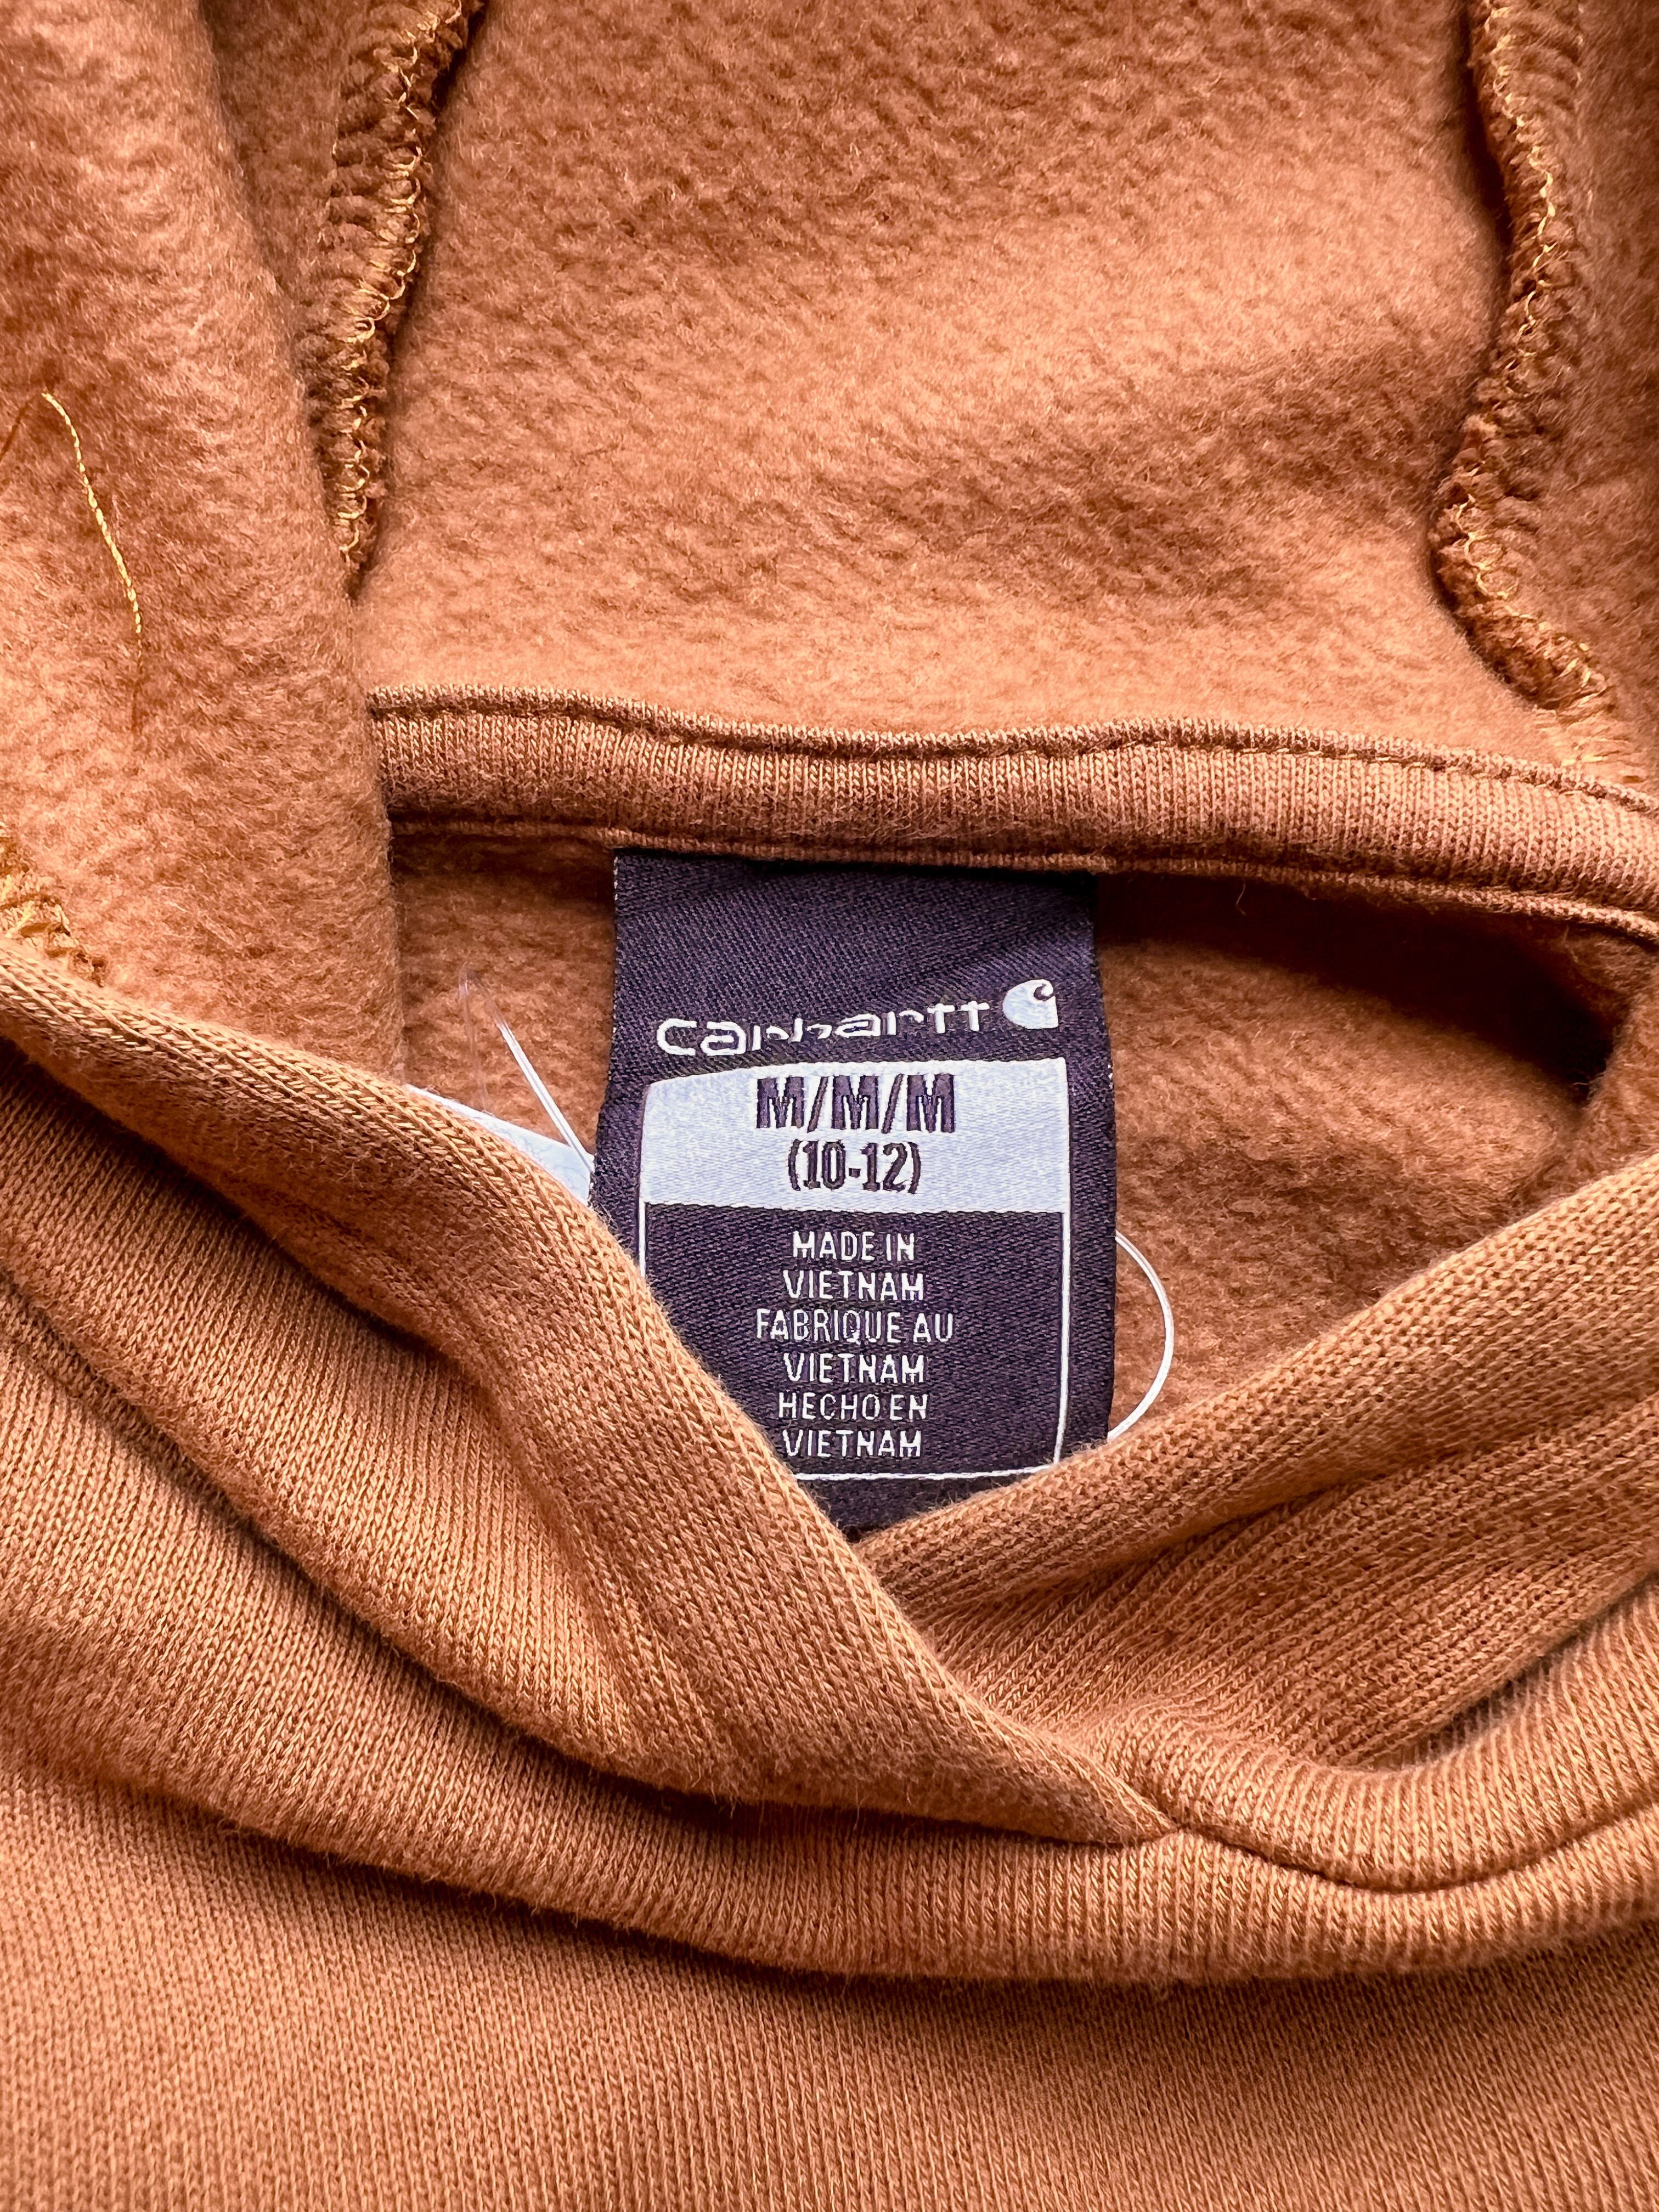 carhartt
M/M/M
(10-12)
MADE IN
VIETNAM
FABRIQUE AU
VIETNAM
HECHO EN
VIETNAM